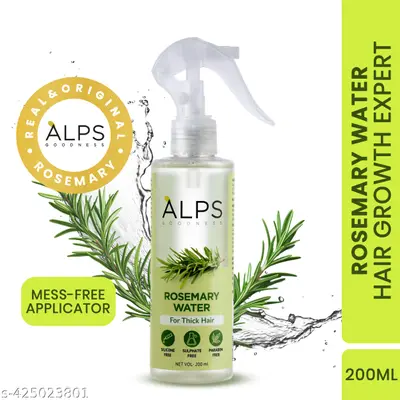 REAL&ORIGINAL
ALPS
GOODNESS
ROSEMARY
MESS-FREE
APPLICATOR
ALPS
GOODNESS
ROSEMARY
WATER
For Thick Hair
SILICONE
FREE
SULPHATE
FREE
PARABEN
FREE
NET VOL. 200 ml
ROSEMARY WATER
HAIR GROWTH EXPERT
200ML
s-425023801